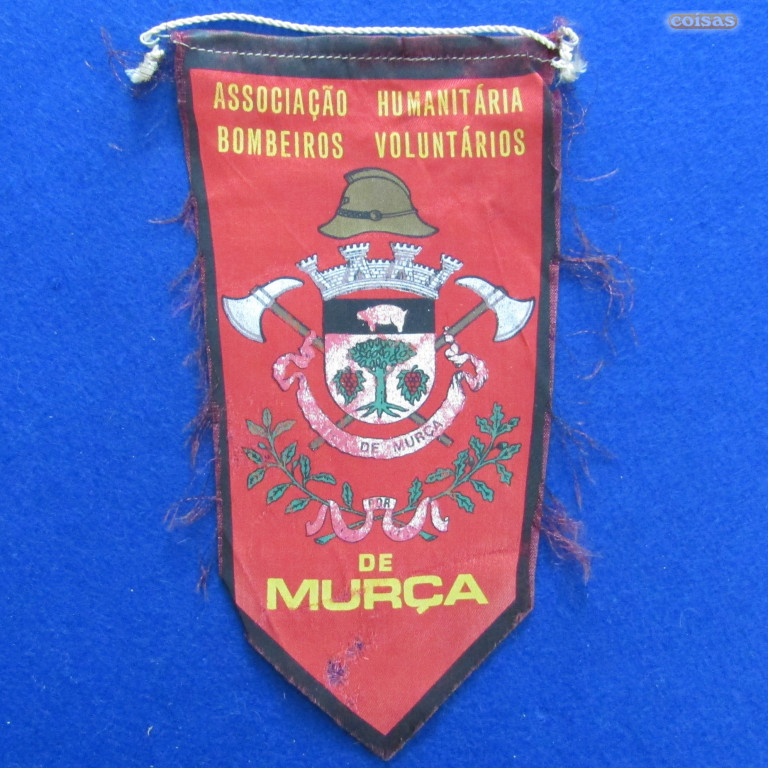 coisas
ASSOCIAÇÃO HUMANITÁRIA
BOMBEIROS VOLUNTÁRIOS
DE MURÇA
DE
MURÇA